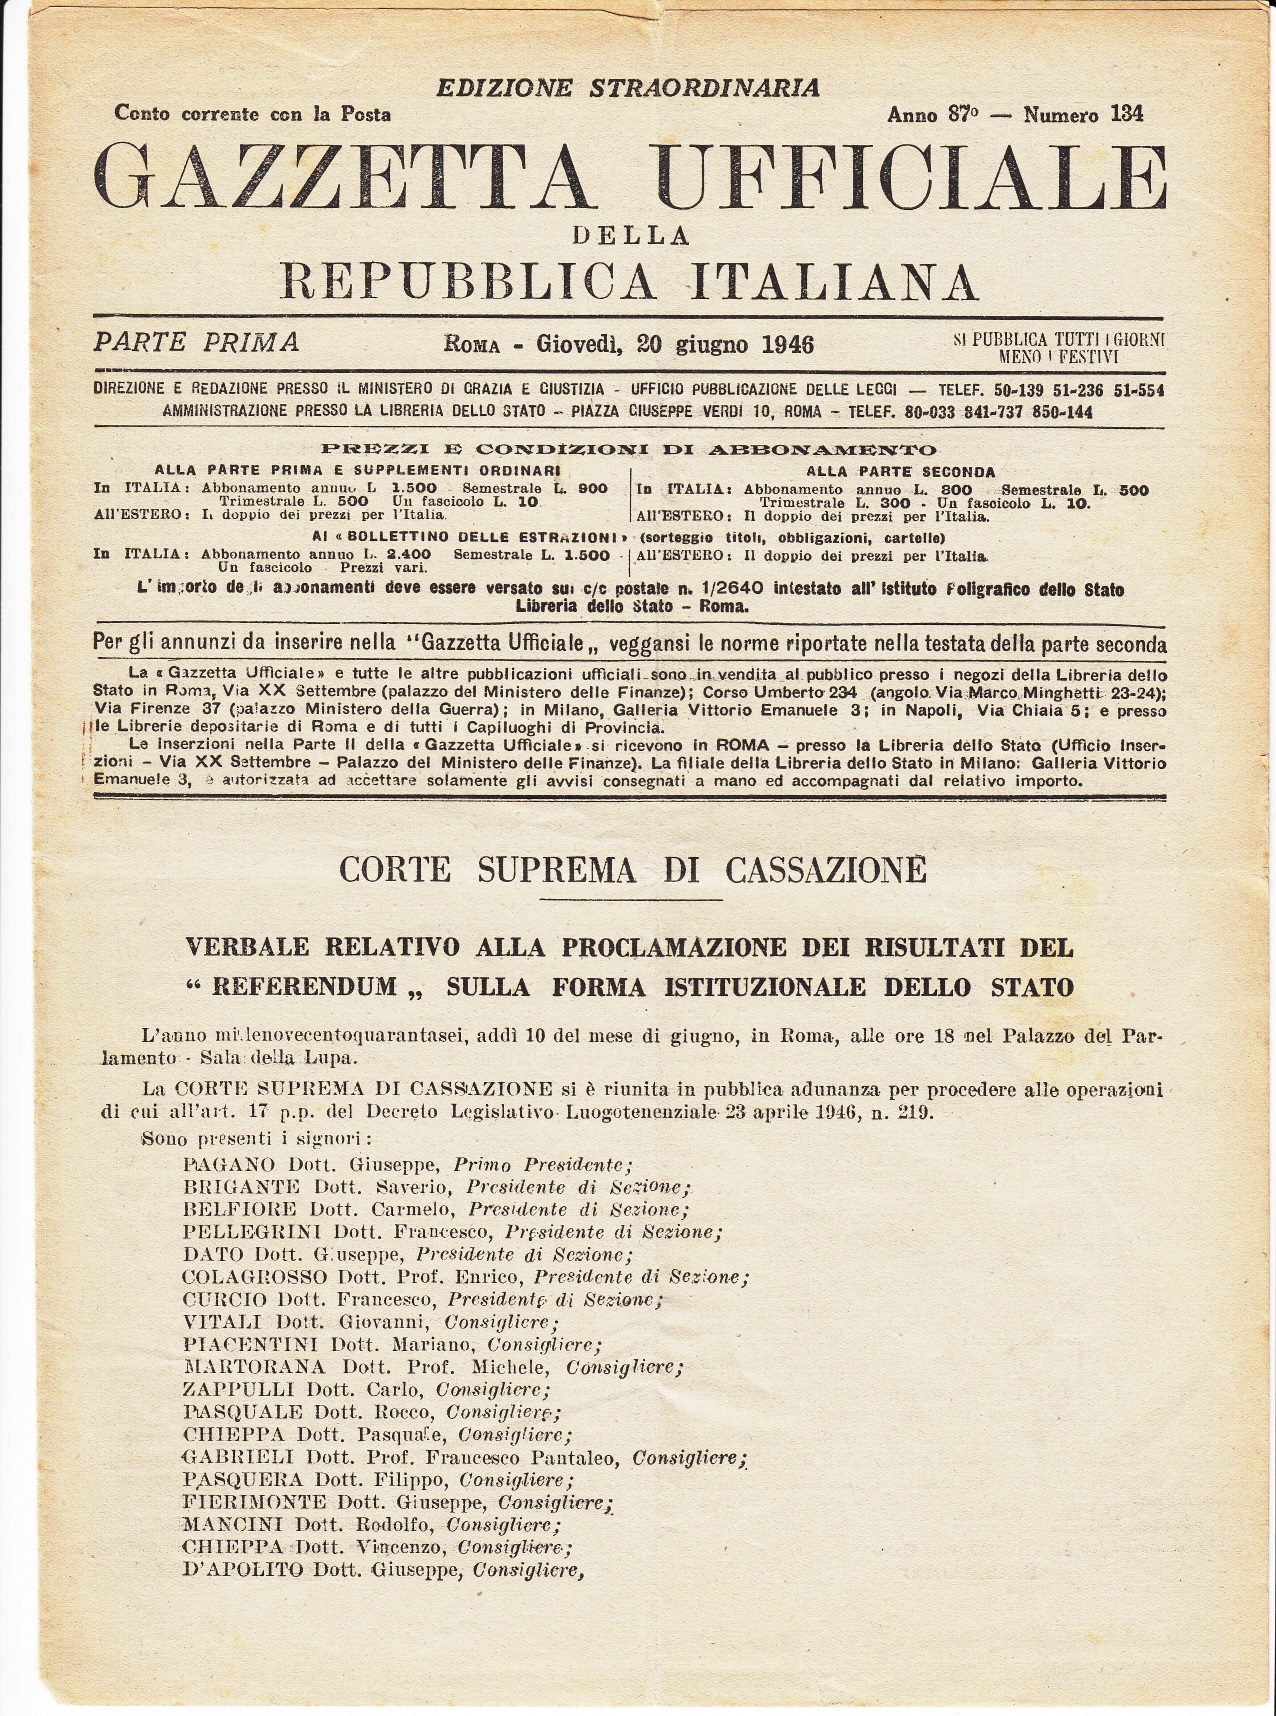 EDIZIONE STRAORDINARIA
Conto corrente con la Posta Anno 87º — Numero 134
GAZZETTA UFFICIALE
DELLA
REPUBBLICA ITALIANA
PARTE PRIMA Roma - Giovedì, 20 giugno 1946 SI PUBBLICA TUTTI I GIORNI
MENO I FESTIVI
DIREZIONE E REDAZIONE PRESSO IL MINISTERO DI GRAZIA E GIUSTIZIA - UFFICIO PUBBLICAZIONE DELLE LEGGI — TELEF. 50-139 51-236 51-554
AMMINISTRAZIONE PRESSO LA LIBRERIA DELLO STATO - PIAZZA GIUSEPPE VERDI 10, ROMA - TELEF. 80-033 841-737 850-144
PREZZI E CONDIZIONI DI ABBONAMENTO
ALLA PARTE PRIMA E SUPPLEMENTI ORDINARI
In ITALIA: Abbonamento annuo L 1.500 - Semestrale L. 900
Trimestrale L. 500 Un fascicolo L. 10
All'ESTERO: Il doppio dei prezzi per l'Italia.
ALLA PARTE SECONDA
In ITALIA: Abbonamento annuo L. 800 - Semestrale L. 500
Trimestrale L. 300 - Un fascicolo L. 10.
All'ESTERO: Il doppio dei prezzi per l'Italia.
AI « BOLLETTINO DELLE ESTRAZIONI » (sorteggio titoli, obbligazioni, cartelle)
In ITALIA: Abbonamento annuo L. 2.400 Semestrale L. 1.500 -
Un fascicolo - Prezzi vari.
All'ESTERO: Il doppio dei prezzi per l'Italia.
L'importo degli abbonamenti deve essere versato sul c/c postale n. 1/2640 intestato all'Istituto Poligrafico dello Stato
Libreria dello Stato - Roma.
Per gli annunzi da inserire nella "Gazzetta Ufficiale„ veggansi le norme riportate nella testata della parte seconda
La « Gazzetta Ufficiale » e tutte le altre pubblicazioni ufficiali sono in vendita al pubblico presso i negozi della Libreria dello
Stato in Roma, Via XX Settembre (palazzo del Ministero delle Finanze); Corso Umberto 234 (angolo Via Marco Minghetti 23-24);
Via Firenze 37 (palazzo Ministero della Guerra); in Milano, Galleria Vittorio Emanuele 3; in Napoli, Via Chiaia 5; e presso
le Librerie depositarie di Roma e di tutti i Capiluoghi di Provincia.
Le inserzioni nella Parte II della « Gazzetta Ufficiale » si ricevono in ROMA - presso la Libreria dello Stato (Ufficio Inser-
zioni - Via XX Settembre - Palazzo del Ministero delle Finanze). La filiale della Libreria dello Stato in Milano: Galleria Vittorio
Emanuele 3, è autorizzata ad accettare solamente gli avvisi consegnati a mano ed accompagnati dal relativo importo.
CORTE SUPREMA DI CASSAZIONE
VERBALE RELATIVO ALLA PROCLAMAZIONE DEI RISULTATI DEL
“ REFERENDUM „ SULLA FORMA ISTITUZIONALE DELLO STATO
L'anno millenovecentoquarantasei, addì 10 del mese di giugno, in Roma, alle ore 18 nel Palazzo del Par-
lamento - Sala della Lupa.
La CORTE SUPREMA DI CASSAZIONE si è riunita in pubblica adunanza per procedere alle operazioni
di cui all'art. 17 p.p. del Decreto Legislativo Luogotenenziale 23 aprile 1946, n. 219.
Sono presenti i signori:
PAGANO Dott. Giuseppe, Primo Presidente;
BRIGANTE Dott. Saverio, Presidente di Sezione;
BELFIORE Dott. Carmelo, Presidente di Sezione;
PELLEGRINI Dott. Francesco, Presidente di Sezione;
DATO Dott. Giuseppe, Presidente di Sezione;
COLAGROSSO Dott. Prof. Enrico, Presidente di Sezione;
CURCIO Dott. Francesco, Presidente di Sezione;
VITALI Dott. Giovanni, Consigliere;
PIACENTINI Dott. Mariano, Consigliere;
MARTORANA Dott. Prof. Michele, Consigliere;
ZAPPULLI Dott. Carlo, Consigliere;
PASQUALE Dott. Rocco, Consigliere;
CHIEPPA Dott. Pasquale, Consigliere;
GABRIELI Dott. Prof. Francesco Pantaleo, Consigliere;
PASQUERA Dott. Filippo, Consigliere;
FIERIMONTE Dott. Giuseppe, Consigliere;
MANCINI Dott. Rodolfo, Consigliere;
CHIEPPA Dott. Vincenzo, Consigliere;
D'APOLITO Dott. Giuseppe, Consigliere,